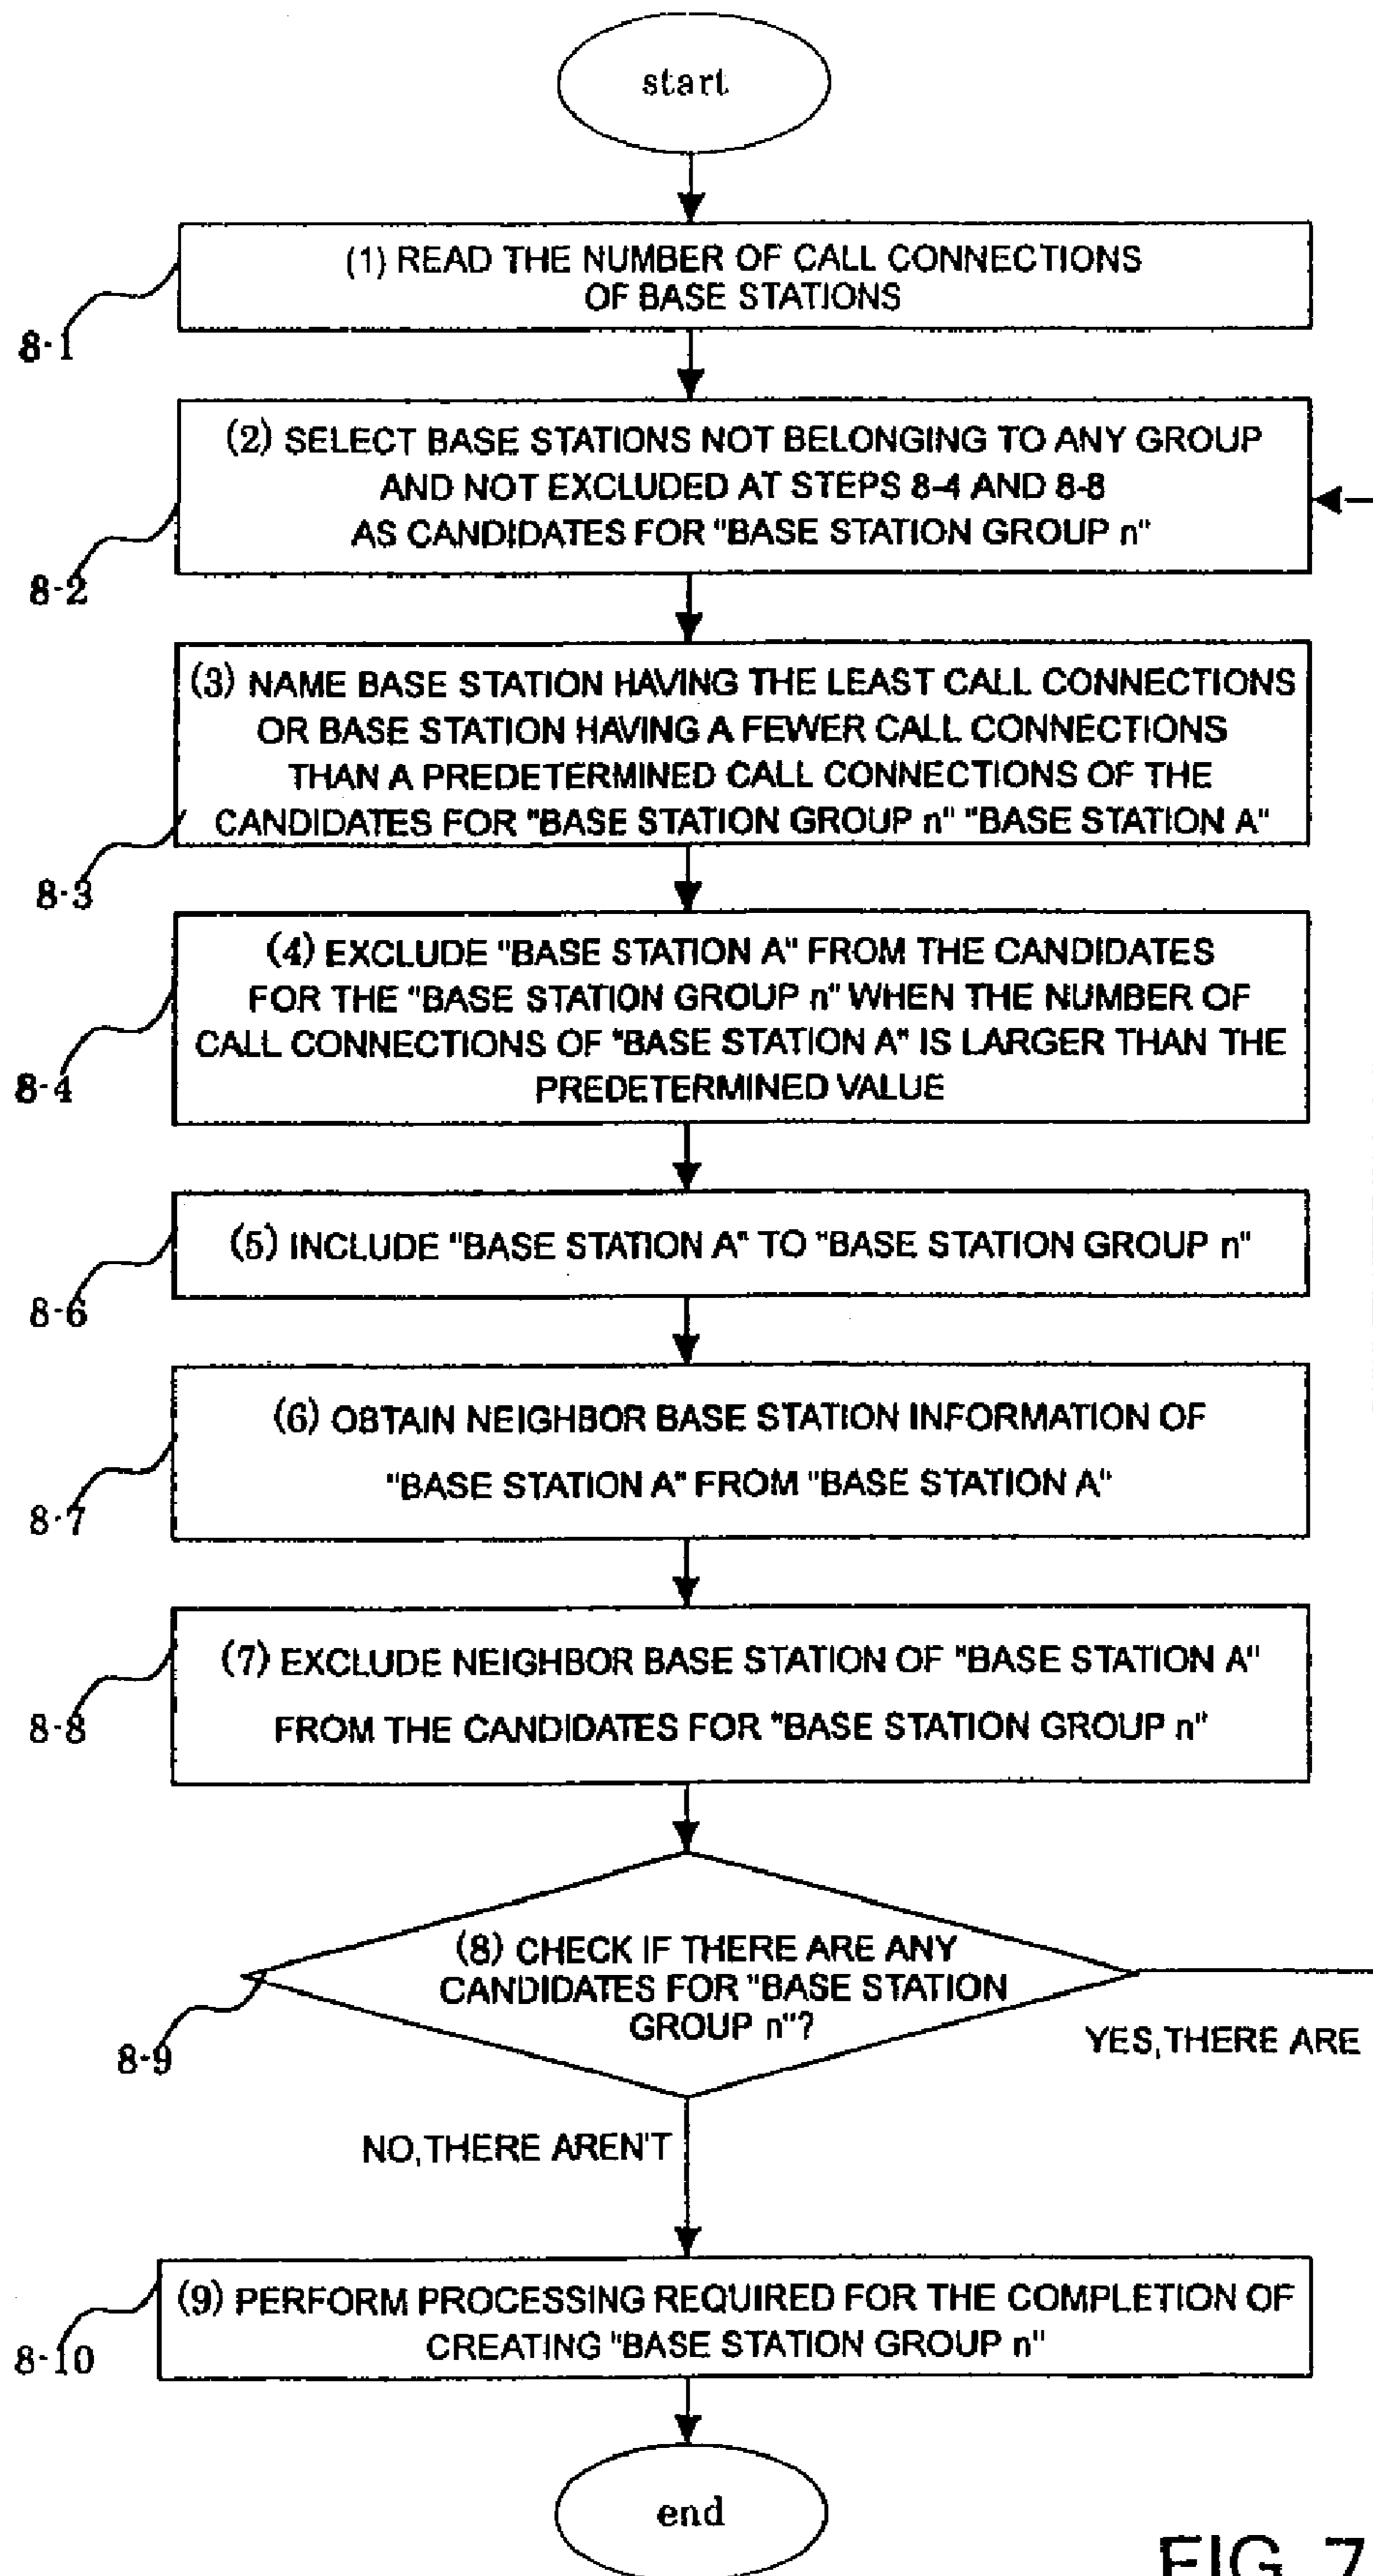 start
(1) READ THE NUMBER OF CALL CONNECTIONS
OF BASE STATIONS
8-1
(2) SELECT BASE STATIONS NOT BELONGING TO ANY GROUP
AND NOT EXCLUDED AT STEPS 8-4 AND 8-8
AS CANDIDATES FOR "BASE STATION GROUP n"
8-2
(3) NAME BASE STATION HAVING THE LEAST CALL CONNECTIONS
OR BASE STATION HAVING A FEWER CALL CONNECTIONS
THAN A PREDETERMINED CALL CONNECTIONS OF THE
CANDIDATES FOR "BASE STATION GROUP n" "BASE STATION A"
8-3
(4) EXCLUDE "BASE STATION A" FROM THE CANDIDATES
FOR THE "BASE STATION GROUP n" WHEN THE NUMBER OF
CALL CONNECTIONS OF "BASE STATION A" IS LARGER THAN THE
PREDETERMINED VALUE
8-4
(5) INCLUDE "BASE STATION A" TO "BASE STATION GROUP n"
8-6
(6) OBTAIN NEIGHBOR BASE STATION INFORMATION OF
"BASE STATION A" FROM "BASE STATION A"
8-7
(7) EXCLUDE NEIGHBOR BASE STATION OF "BASE STATION A"
FROM THE CANDIDATES FOR "BASE STATION GROUP n"
8-8
(8) CHECK IF THERE ARE ANY
CANDIDATES FOR "BASE STATION
GROUP n"?
8-9
YES,THERE ARE
NO,THERE AREN'T
(9) PERFORM PROCESSING REQUIRED FOR THE COMPLETION OF
CREATING "BASE STATION GROUP n"
8-10
end
FIG. 7